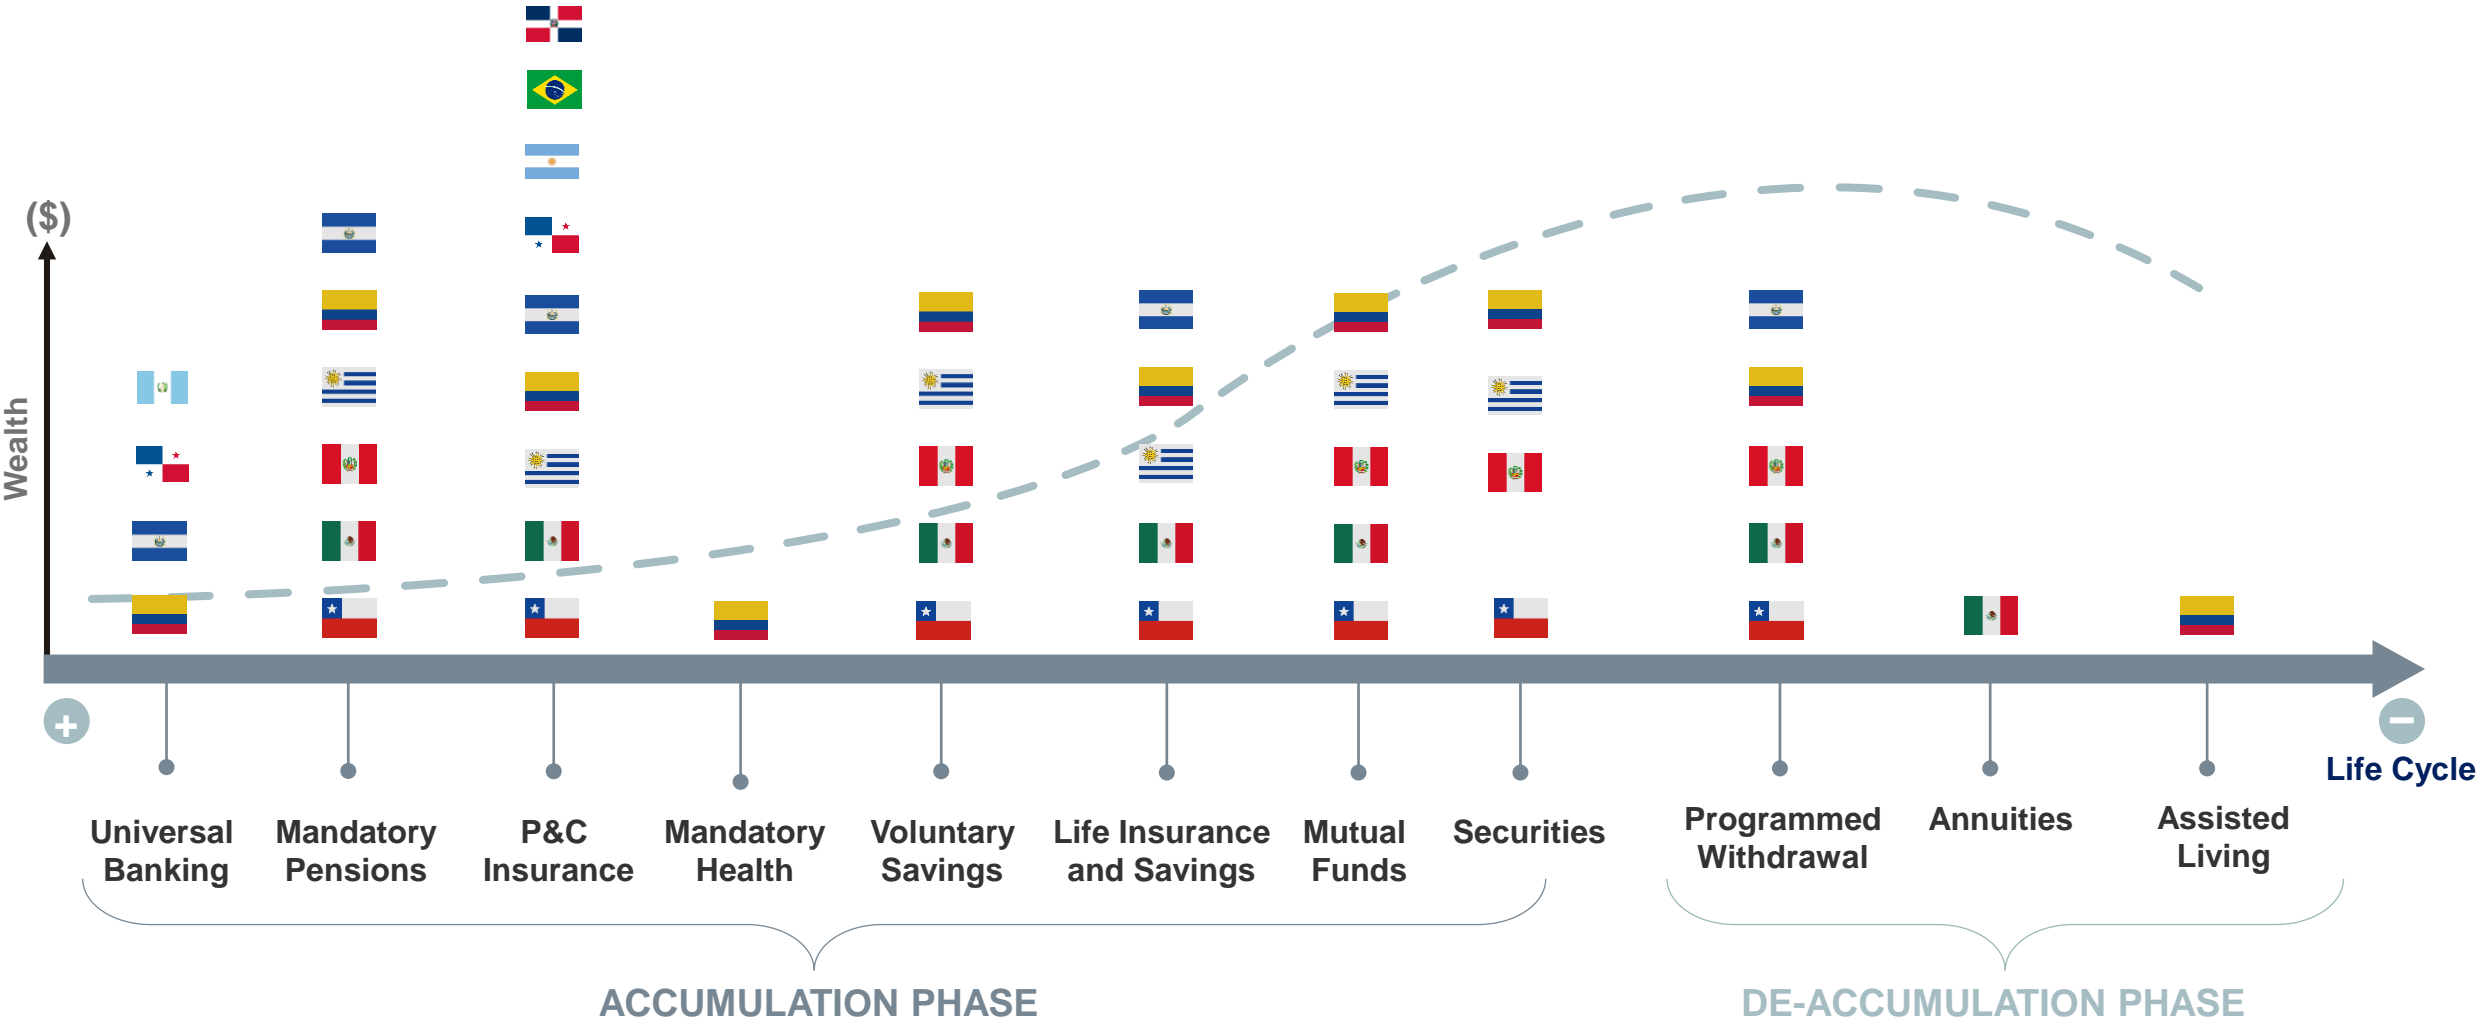 ($)
Wealth
+
−
Life Cycle
Universal
Banking
Mandatory
Pensions
P&C
Insurance
Mandatory
Health
Voluntary
Savings
Life Insurance
and Savings
Mutual
Funds
Securities
Programmed
Withdrawal
Annuities
Assisted
Living
ACCUMULATION PHASE
DE-ACCUMULATION PHASE